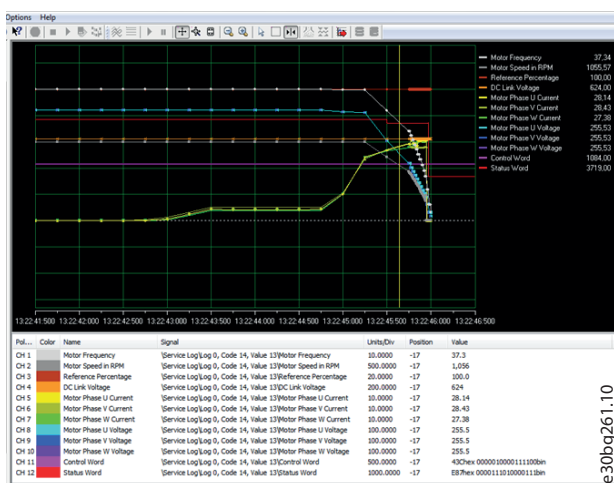 Options Help
Motor Frequency 37,34
Motor Speed in RPM 1055,57
Reference Percentage 100,00
DC Link Voltage 624,00
Motor Phase U Current 28,14
Motor Phase V Current 28,43
Motor Phase W Current 27,38
Motor Phase U Voltage 255,53
Motor Phase V Voltage 255,53
Motor Phase W Voltage 255,53
Control Word 1084,00
Status Word 3719,00
13:22:41:500 13:22:42:000 13:22:42:500 13:22:43:000 13:22:43:500 13:22:44:000 13:22:44:500 13:22:45:000 13:22:45:500 13:22:46:000 13:22:46:500
Pol... Color Name Signal Units/Div Position Value
CH 1 Motor Frequency \Service Log\Log 0, Code 14, Value 13\Motor Frequency 10.0000 -17 37.3
CH 2 Motor Speed in RPM \Service Log\Log 0, Code 14, Value 13\Motor Speed in RPM 500.0000 -17 1,056
CH 3 Reference Percentage \Service Log\Log 0, Code 14, Value 13\Reference Percentage 20.0000 -17 100.0
CH 4 DC Link Voltage \Service Log\Log 0, Code 14, Value 13\DC Link Voltage 200.0000 -17 624
CH 5 Motor Phase U Current \Service Log\Log 0, Code 14, Value 13\Motor Phase U Current 10.0000 -17 28.14
CH 6 Motor Phase V Current \Service Log\Log 0, Code 14, Value 13\Motor Phase V Current 10.0000 -17 28.43
CH 7 Motor Phase W Current \Service Log\Log 0, Code 14, Value 13\Motor Phase W Current 10.0000 -17 27.38
CH 8 Motor Phase U Voltage \Service Log\Log 0, Code 14, Value 13\Motor Phase U Voltage 100.0000 -17 255.5
CH 9 Motor Phase V Voltage \Service Log\Log 0, Code 14, Value 13\Motor Phase V Voltage 100.0000 -17 255.5
CH 10 Motor Phase W Voltage \Service Log\Log 0, Code 14, Value 13\Motor Phase W Voltage 100.0000 -17 255.5
CH 11 Control Word \Service Log\Log 0, Code 14, Value 13\Control Word 500.0000 -17 43Chex 0000010000111100bin
CH 12 Status Word \Service Log\Log 0, Code 14, Value 13\Status Word 1000.0000 -17 E87hex 0000111010000111bin
e30bq261.10